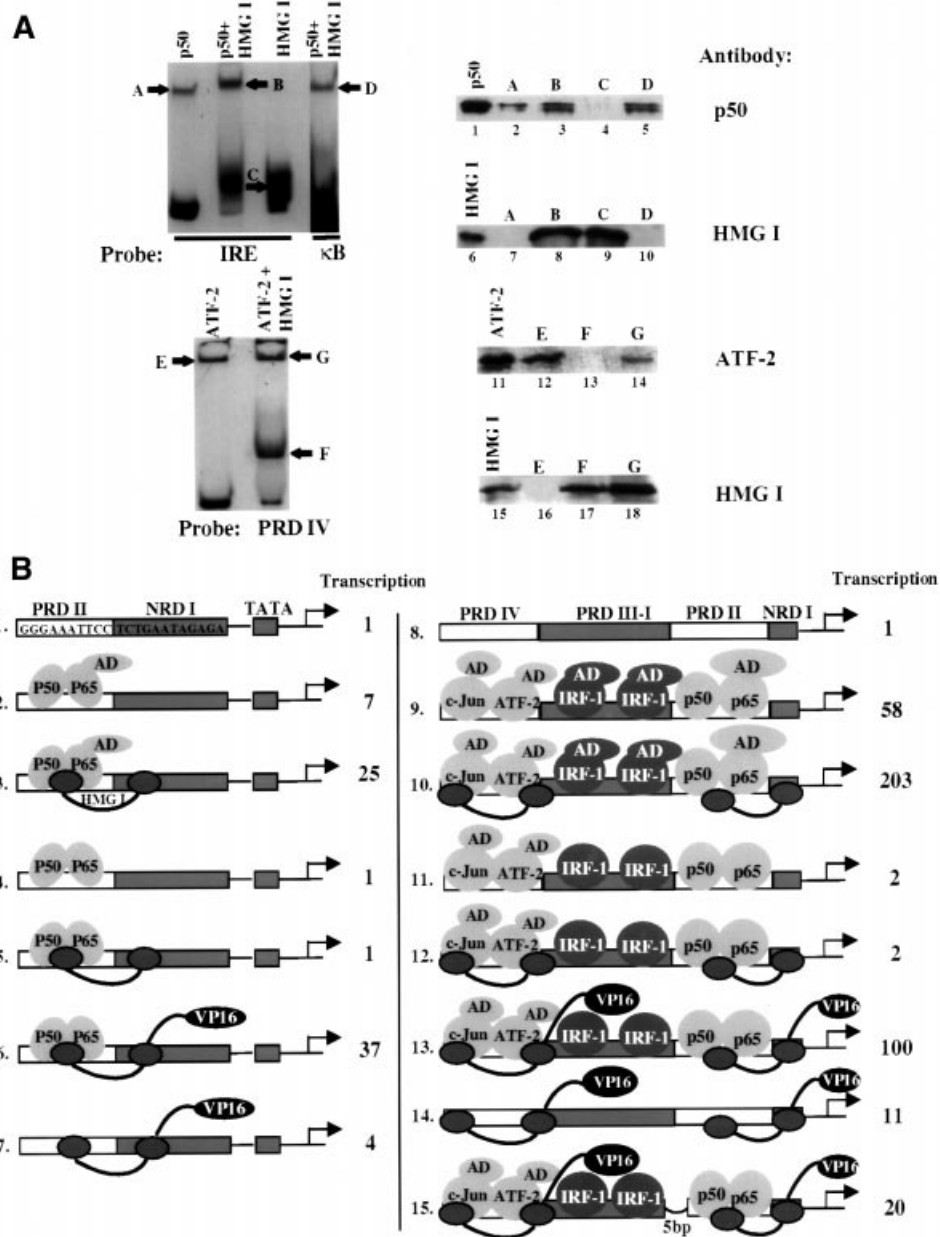 A
p50
p50+ HMG I
HMG I
p50+ HMG I
A
B
C
D
Probe: IRE κB
ATF-2
ATF-2 + HMG I
E
G
F
Probe: PRD IV
Antibody:
p50 A B C D
1 2 3 4 5
p50
HMG I A B C D
6 7 8 9 10
HMG I
ATF-2 E F G
11 12 13 14
ATF-2
HMG I E F G
15 16 17 18
HMG I
B
Transcription
PRD II NRD I TATA
GGGAAATTCC TCTGAATAGAGA
1. 1
AD
P50 P65
2. 7
AD
P50 P65
HMG I
3. 25
P50 P65
4. 1
P50 P65
5. 1
VP16
P50 P65
6. 37
VP16
7. 4
Transcription
PRD IV PRD III-I PRD II NRD I
8. 1
AD AD AD AD AD
c-Jun ATF-2 IRF-1 IRF-1 p50 p65
9. 58
AD AD AD AD AD
c-Jun ATF-2 IRF-1 IRF-1 p50 p65
10. 203
AD AD
c-Jun ATF-2 IRF-1 IRF-1 p50 p65
11. 2
AD AD
c-Jun ATF-2 IRF-1 IRF-1 p50 p65
12. 2
AD AD VP16 VP16
c-Jun ATF-2 IRF-1 IRF-1 p50 p65
13. 100
VP16 VP16
14. 11
AD AD VP16 VP16
c-Jun ATF-2 IRF-1 IRF-1 p50 p65
15. 20
5bp